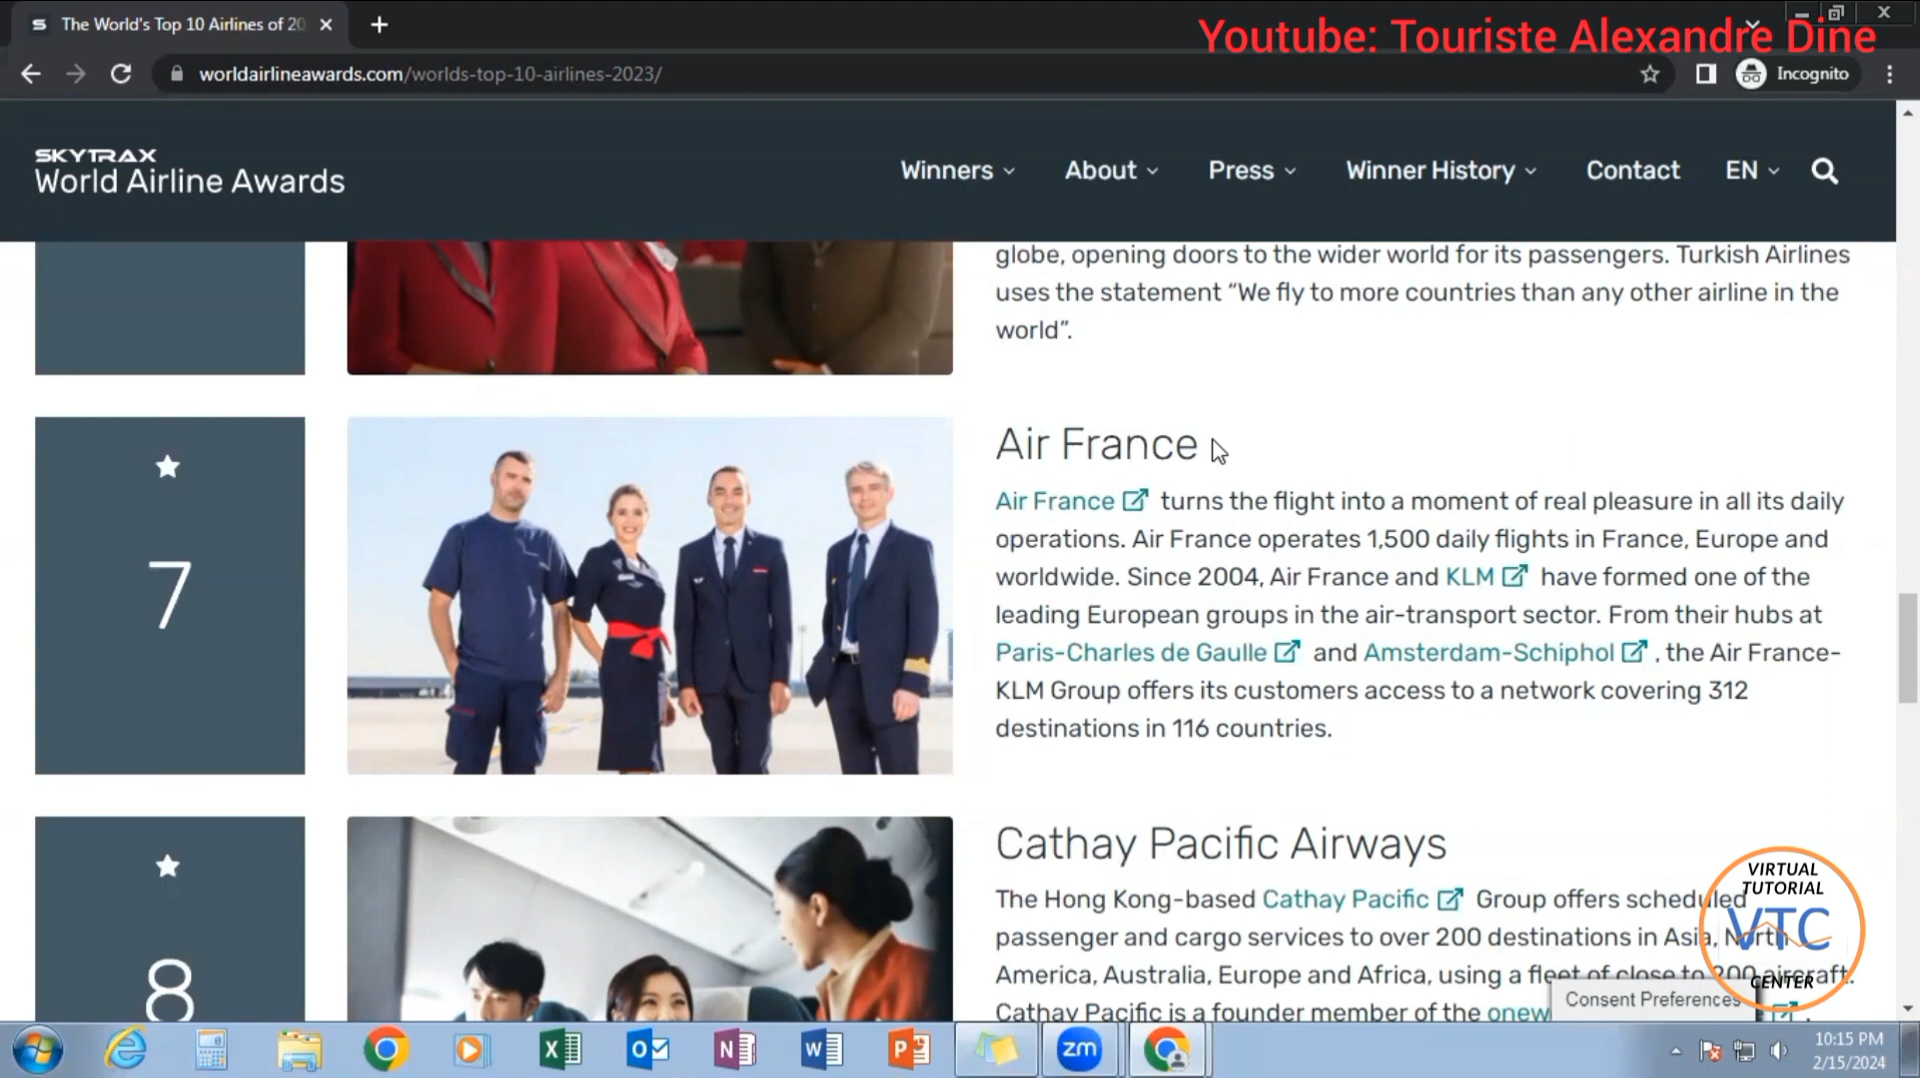 The World's Top 10 Airlines of 20
Youtube: Touriste Alexandre Dine
worldairlineawards.com/worlds-top-10-airlines-2023/
Incognito
SKYTRAX
World Airline Awards
Winners
About
Press
Winner History
Contact
EN
globe, opening doors to the wider world for its passengers. Turkish Airlines
uses the statement “We fly to more countries than any other airline in the
world”.
7
Air France
Air France turns the flight into a moment of real pleasure in all its daily
operations. Air France operates 1,500 daily flights in France, Europe and
worldwide. Since 2004, Air France and KLM have formed one of the
leading European groups in the air-transport sector. From their hubs at
Paris-Charles de Gaulle and Amsterdam-Schiphol , the Air France-
KLM Group offers its customers access to a network covering 312
destinations in 116 countries.
8
Cathay Pacific Airways
The Hong Kong-based Cathay Pacific Group offers scheduled
passenger and cargo services to over 200 destinations in Asia, North
America, Australia, Europe and Africa, using a fleet of close to 200 aircraft.
Cathay Pacific is a founder member of the onew
Consent Preferences
VIRTUAL
TUTORIAL
VTC
CENTER
zm
10:15 PM
2/15/2024